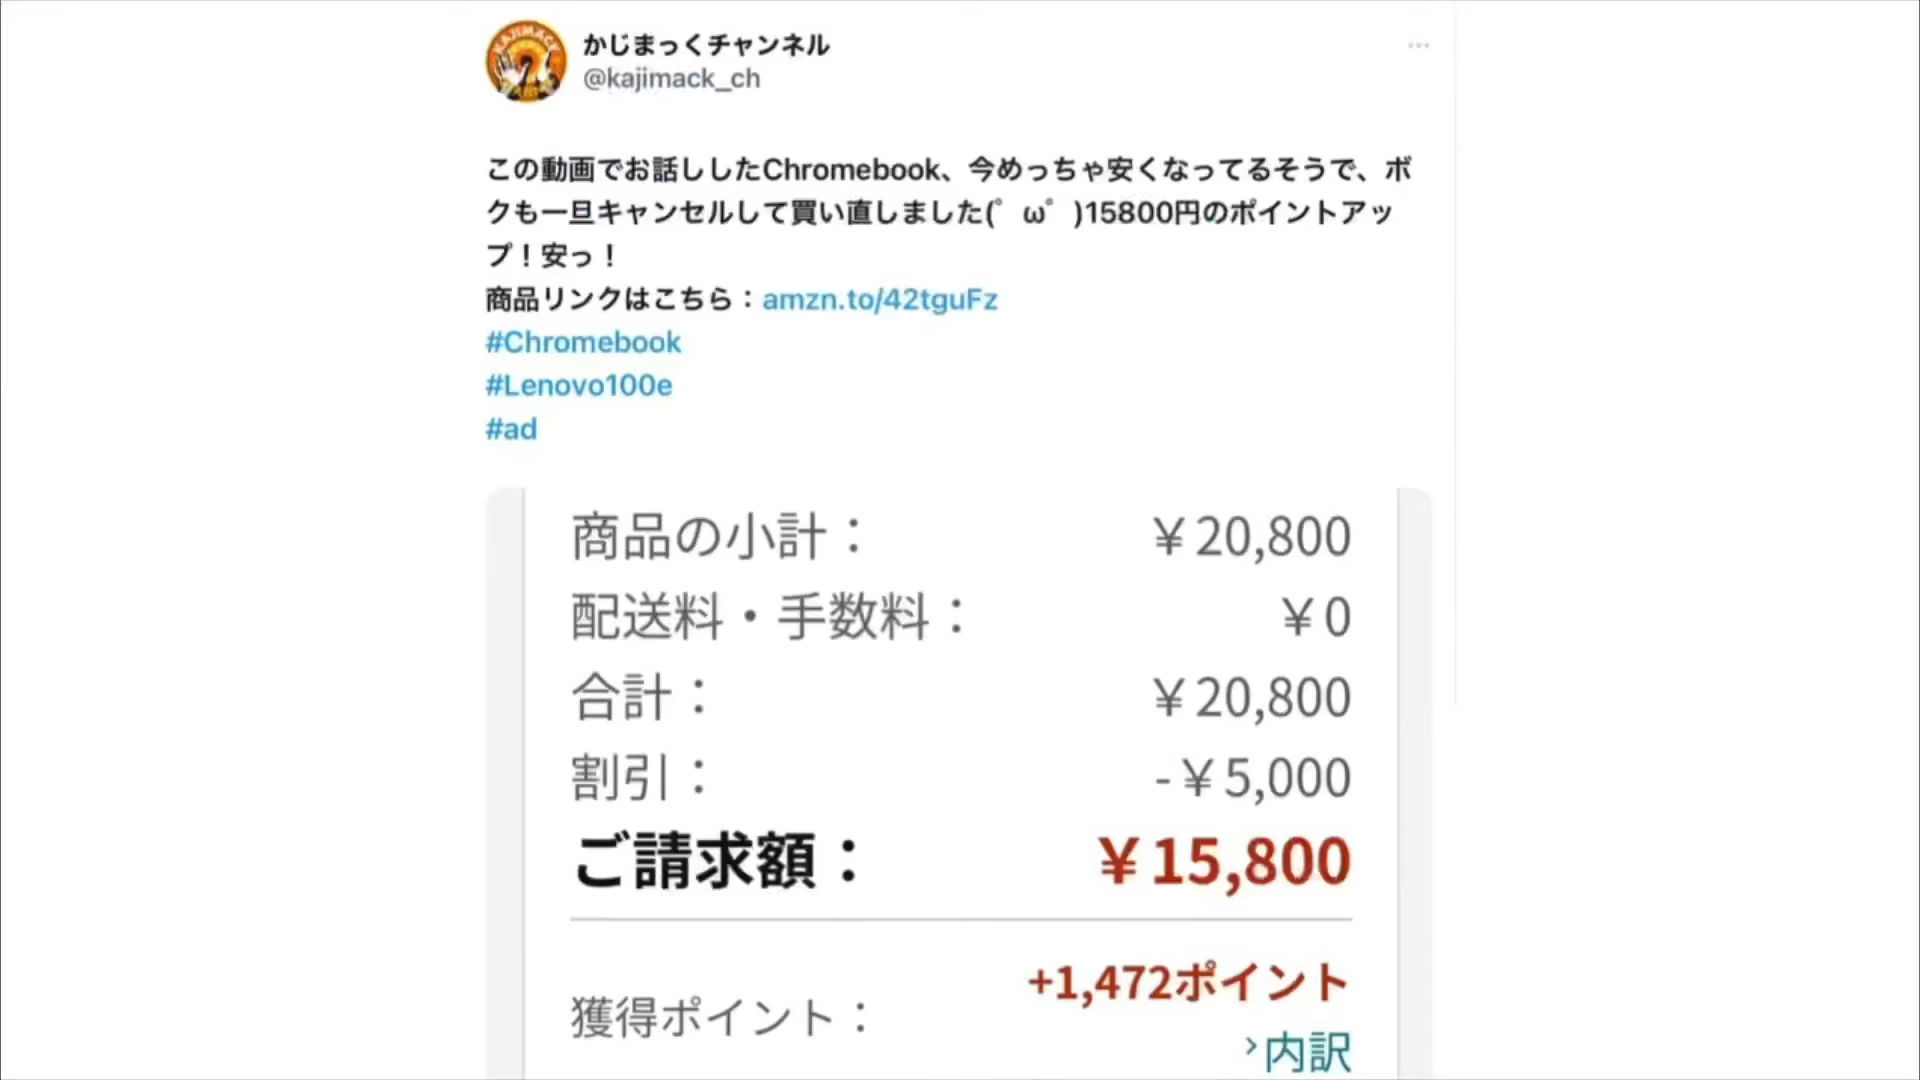 KAJIMACK
かじまっくチャンネル
@kajimack_ch
この動画でお話ししたChromebook、今めっちゃ安くなってるそうで、ボ
クも一旦キャンセルして買い直しました(゚ω゚)15800円のポイントアッ
プ！安っ！
商品リンクはこちら：amzn.to/42tguFz
#Chromebook
#Lenovo100e
#ad
商品の小計： ￥20,800
配送料・手数料： ￥0
合計： ￥20,800
割引： -￥5,000
ご請求額： ￥15,800
+1,472ポイント
獲得ポイント：
›内訳